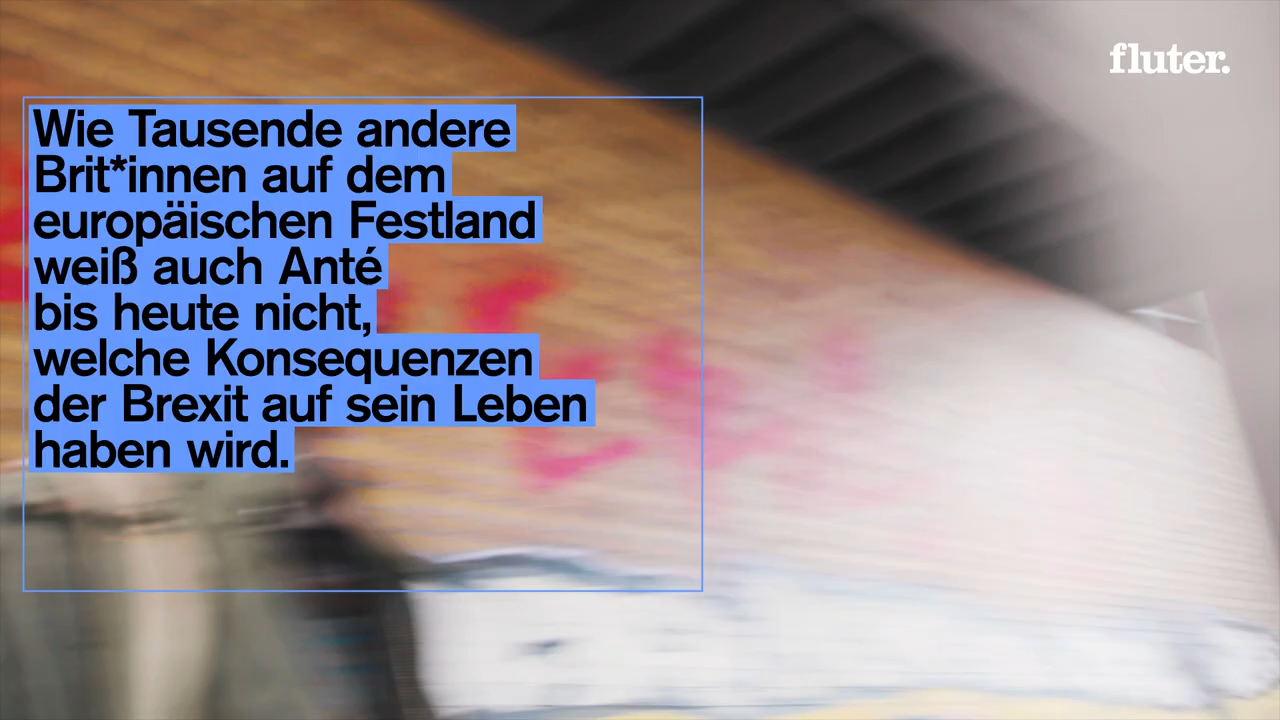 fluter.
Wie Tausende andere
Brit*innen auf dem
europäischen Festland
weiß auch Anté
bis heute nicht,
welche Konsequenzen
der Brexit auf sein Leben
haben wird.